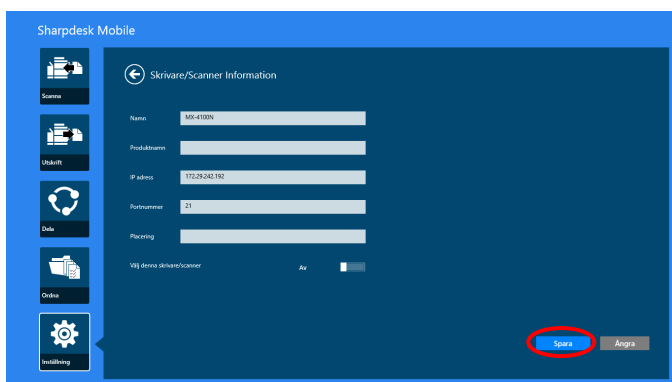 Sharpdesk Mobile
Scanna
Utskrift
Dela
Ordna
Inställning
Skrivare/Scanner Information
Namn MX-4100N
Produktnamn
IP adress 172.29.242.192
Portnummer 21
Placering
Välj denna skrivare/scanner Av
Spara Ångra